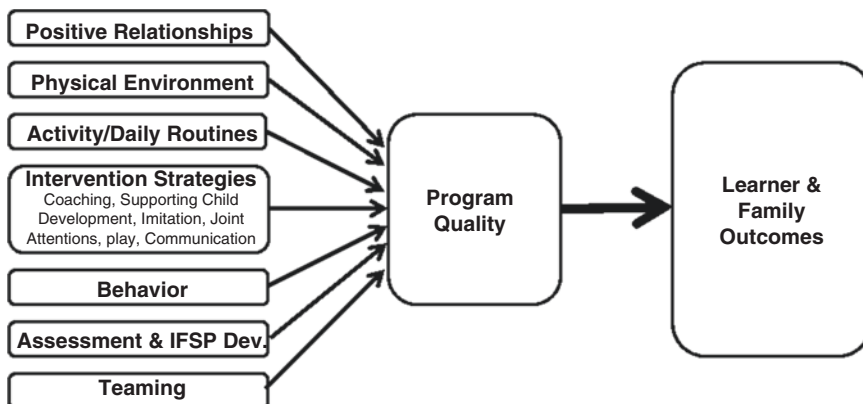 Positive Relationships
Physical Environment
Activity/Daily Routines
Intervention Strategies
Coaching, Supporting Child
Development, Imitation, Joint
Attentions, play, Communication
Behavior
Assessment & IFSP Dev.
Teaming
Program
Quality
Learner &
Family
Outcomes